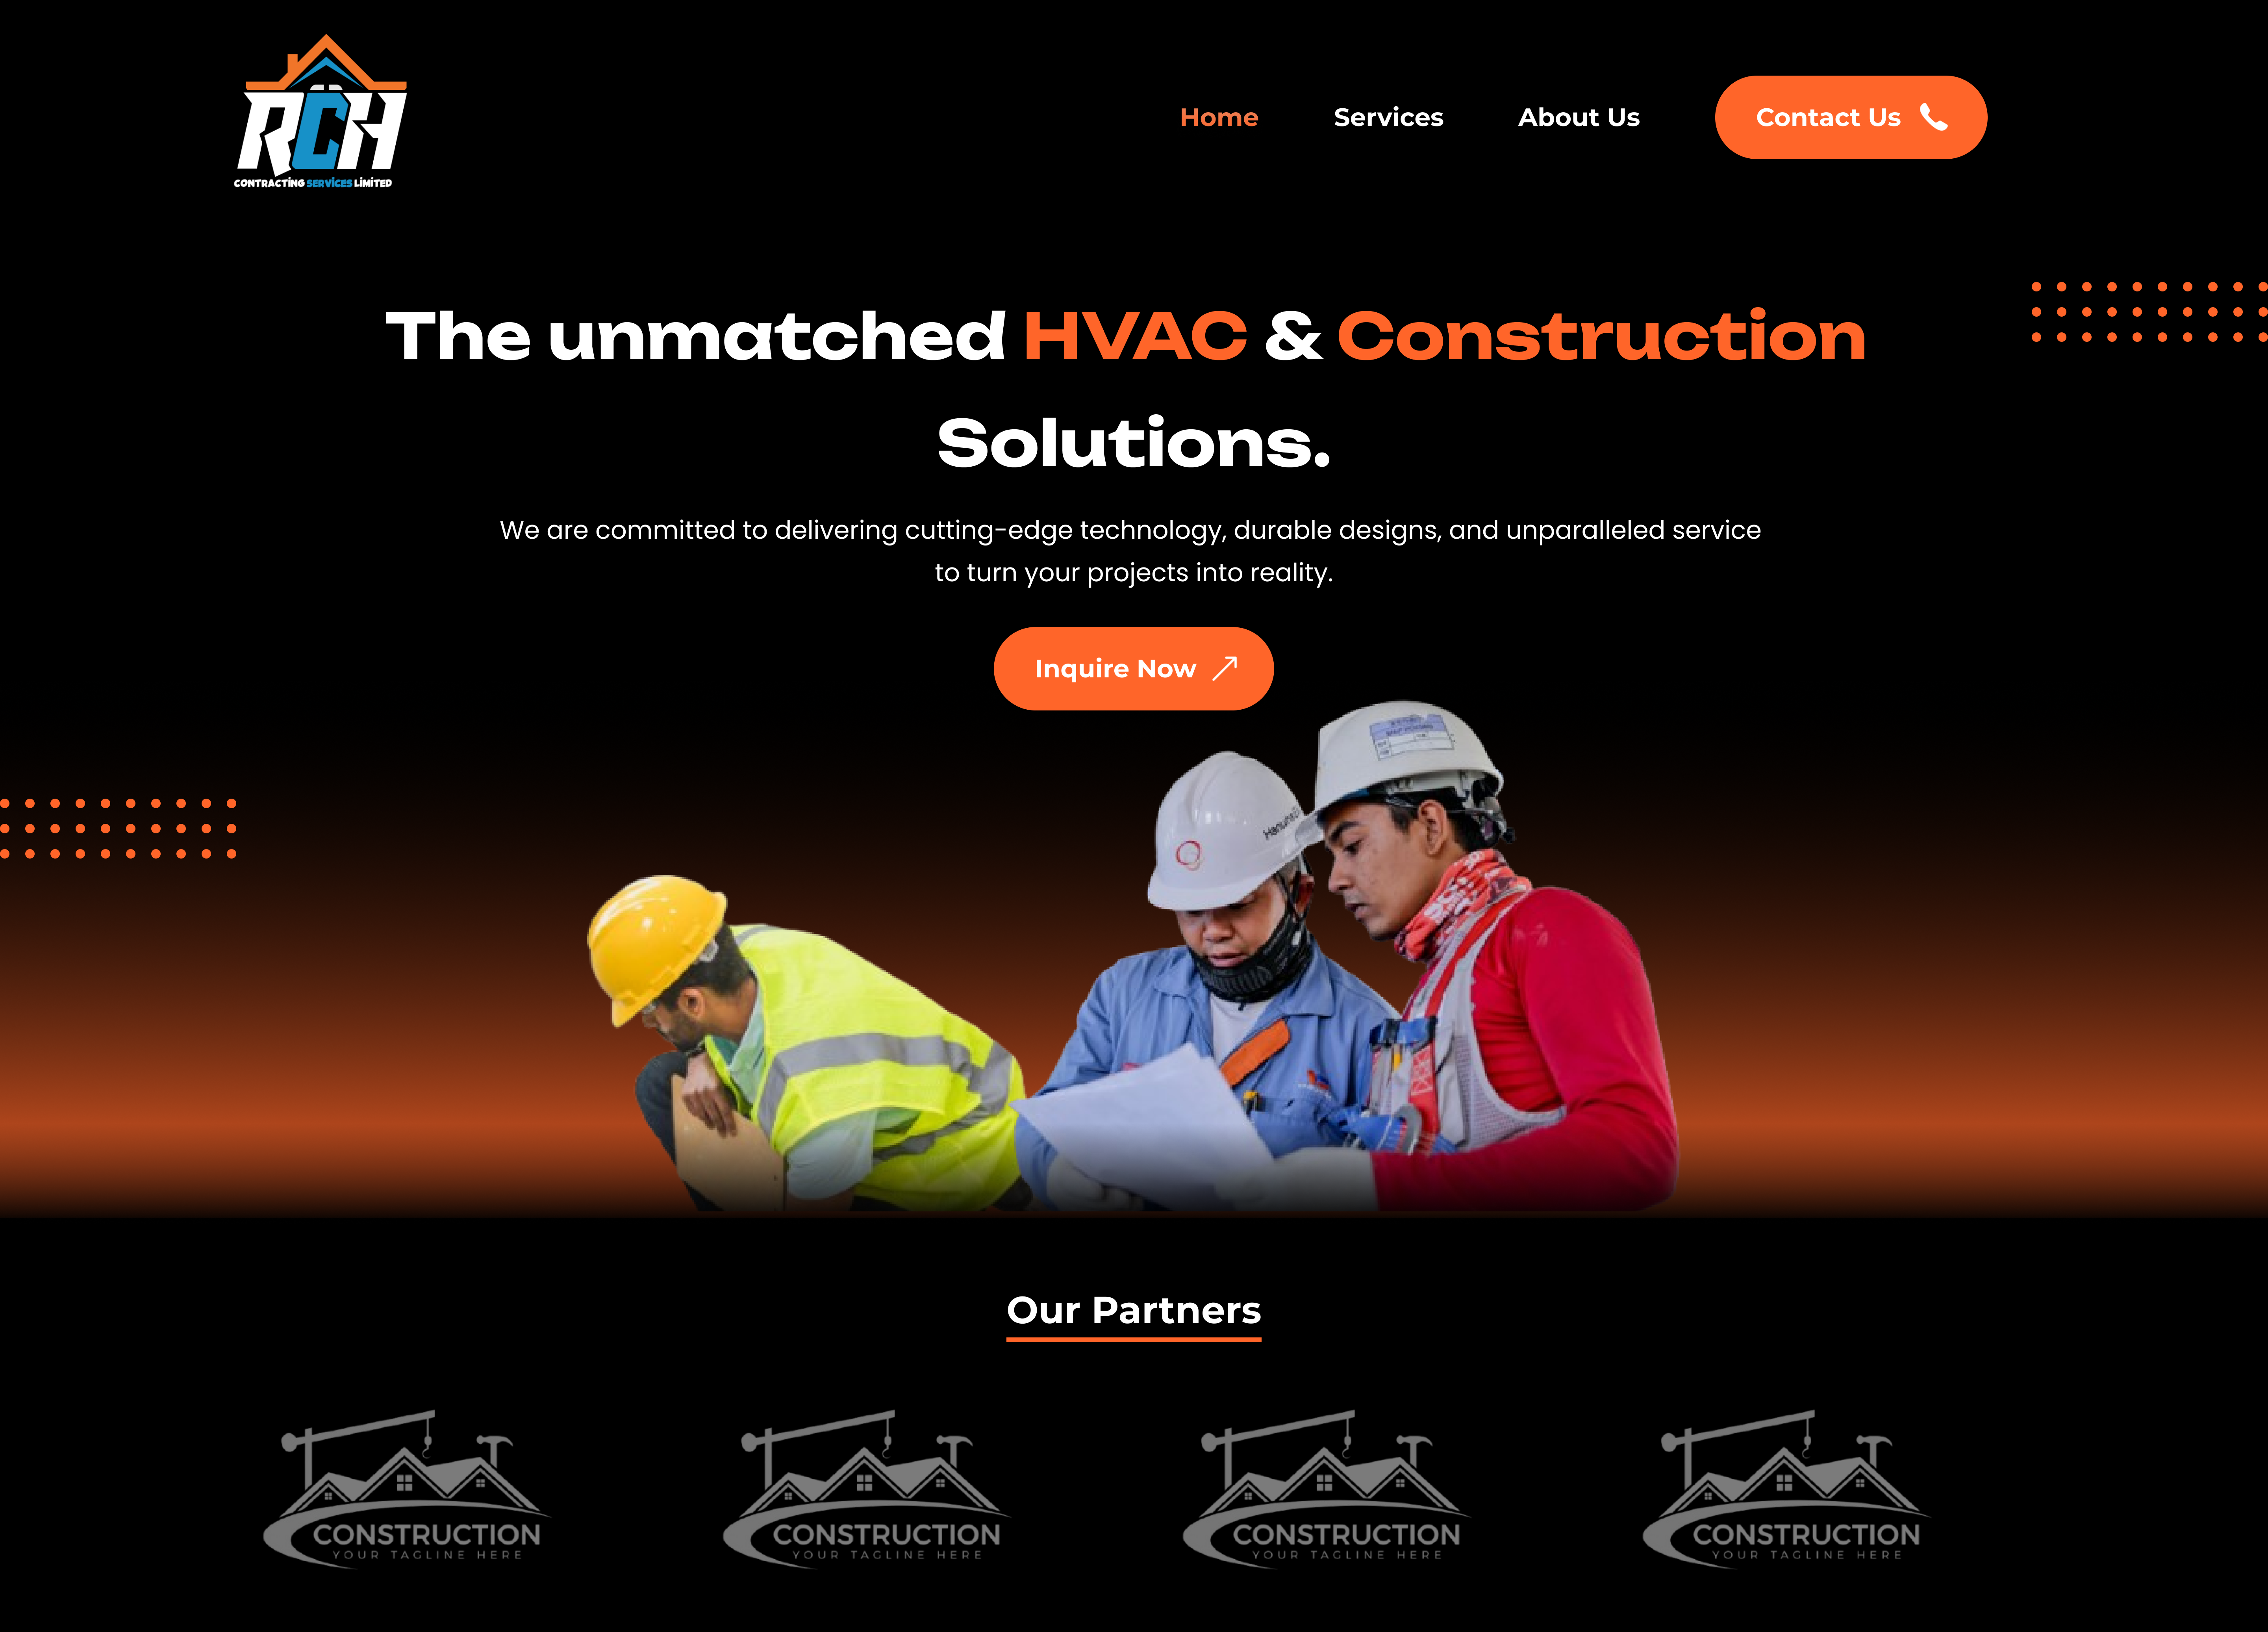 RCH
CONTRACTING SERVICES LIMITED
Home
Services
About Us
Contact Us
The unmatched HVAC & Construction
Solutions.
We are committed to delivering cutting-edge technology, durable designs, and unparalleled service
to turn your projects into reality.
Inquire Now
Our Partners
CONSTRUCTION
YOUR TAGLINE HERE
CONSTRUCTION
YOUR TAGLINE HERE
CONSTRUCTION
YOUR TAGLINE HERE
CONSTRUCTION
YOUR TAGLINE HERE